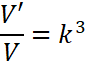 V′/V = k³